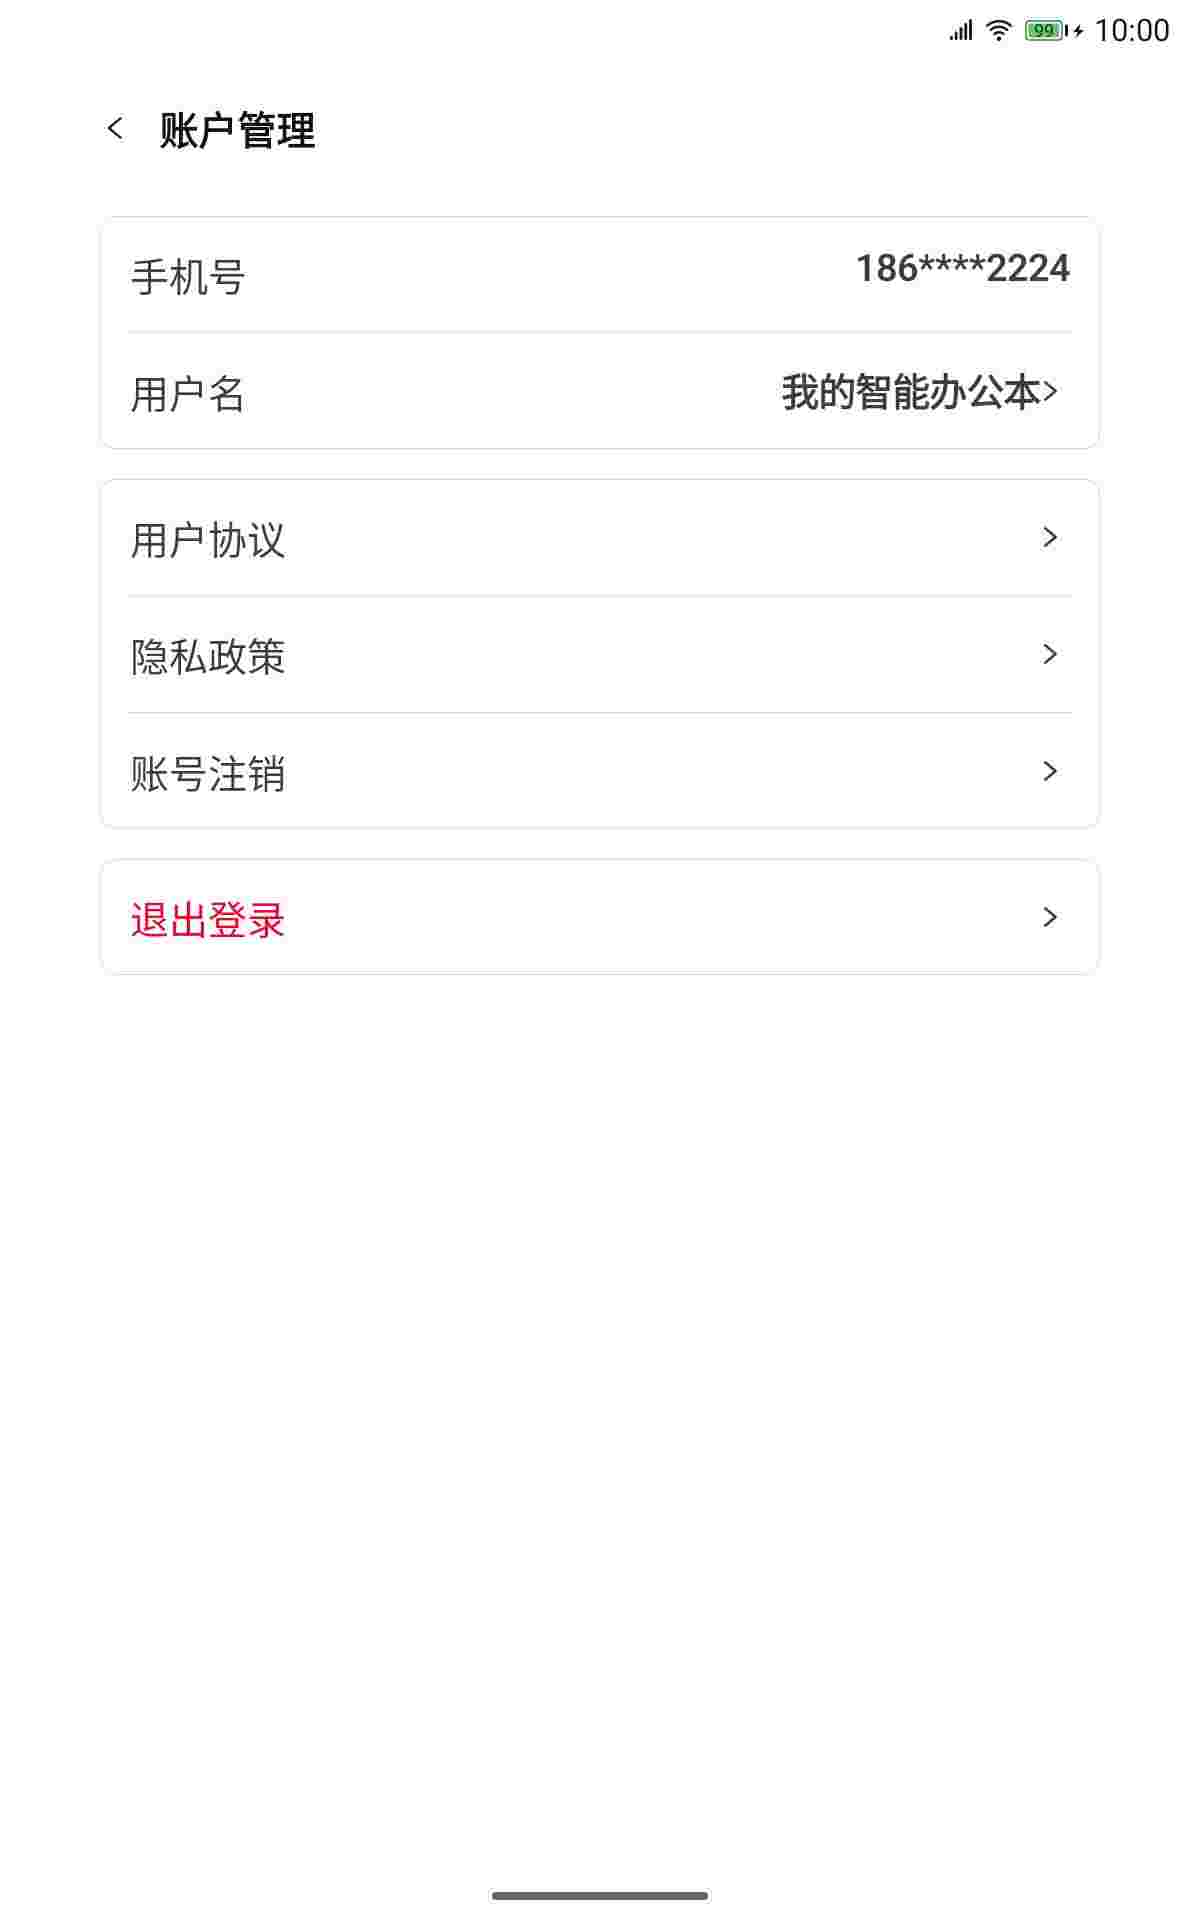 99 10:00
账户管理
手机号 186****2224
用户名 我的智能办公本
用户协议
隐私政策
账号注销
退出登录